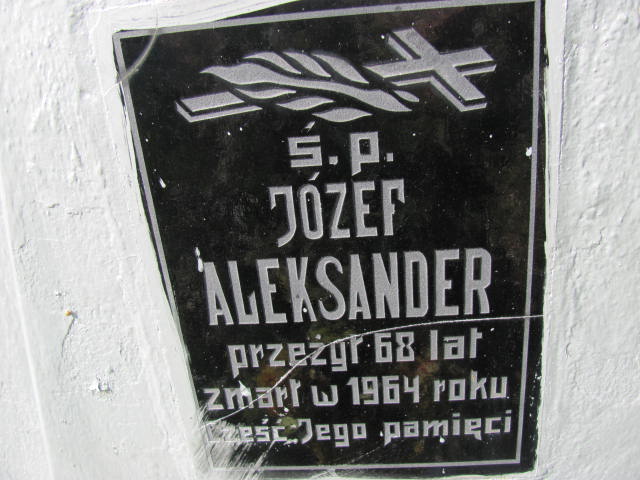 ś.p.
JÓZEF
ALEKSANDER
przeżył 68 lat
zmarł w 1964 roku
Cześć Jego pamięci